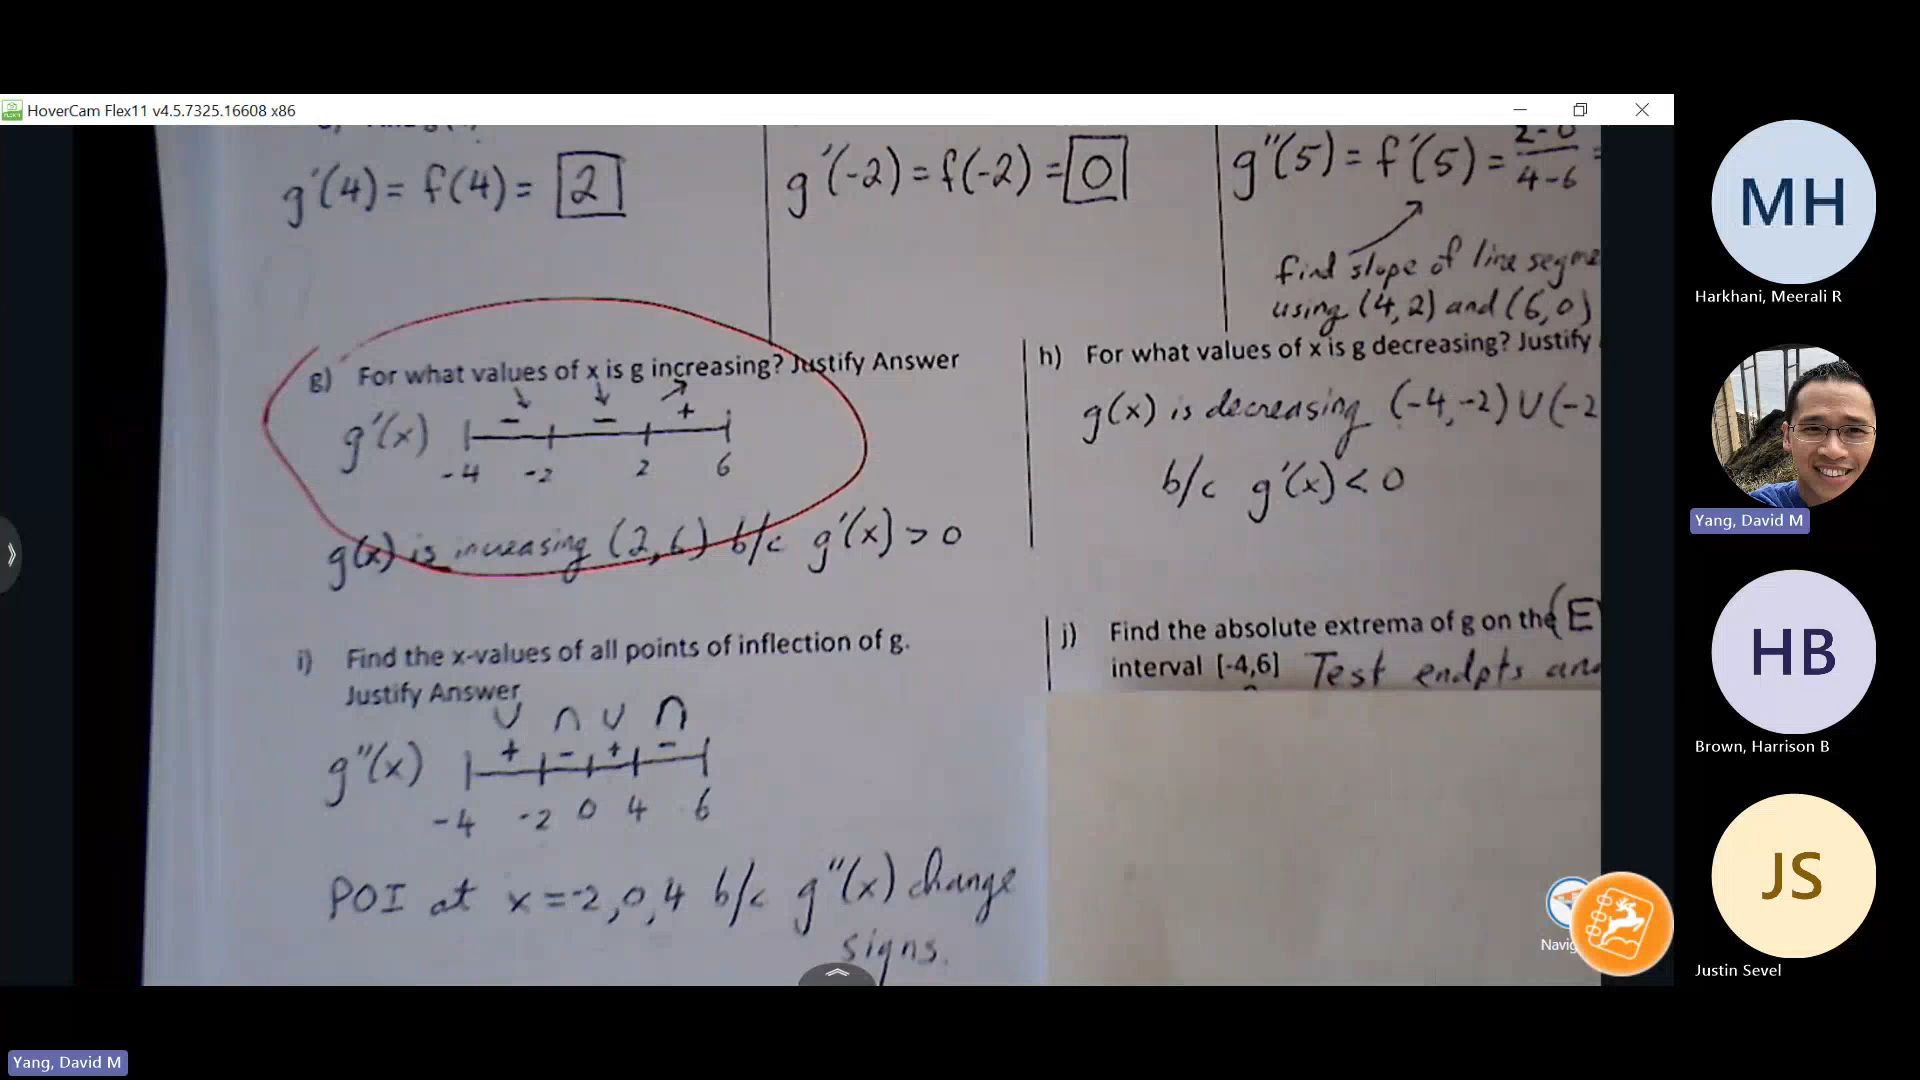 HoverCam Flex11 v4.5.7325.16608 x86
g'(4) = f(4) = 2
g'(-2) = f(-2) = 0
g"(5) = f'(5) = 2-0 / 4-6 =
find slope of line segme
using (4,2) and (6,0)
g) For what values of x is g increasing? Justify Answer
g'(x) - - +
-4 -2 2 6
g(x) is increasing (2,6) b/c g'(x) > 0
h) For what values of x is g decreasing? Justify
g(x) is decreasing (-4,-2) U (-2
b/c g'(x) < 0
i) Find the x-values of all points of inflection of g.
Justify Answer
g"(x) + - + -
-4 -2 0 4 6
POI at x = -2,0,4 b/c g"(x) change
signs.
j) Find the absolute extrema of g on the (E
interval [-4,6] Test endpts and
Navig
MH
Harkhani, Meerali R
Yang, David M
HB
Brown, Harrison B
JS
Justin Sevel
Yang, David M